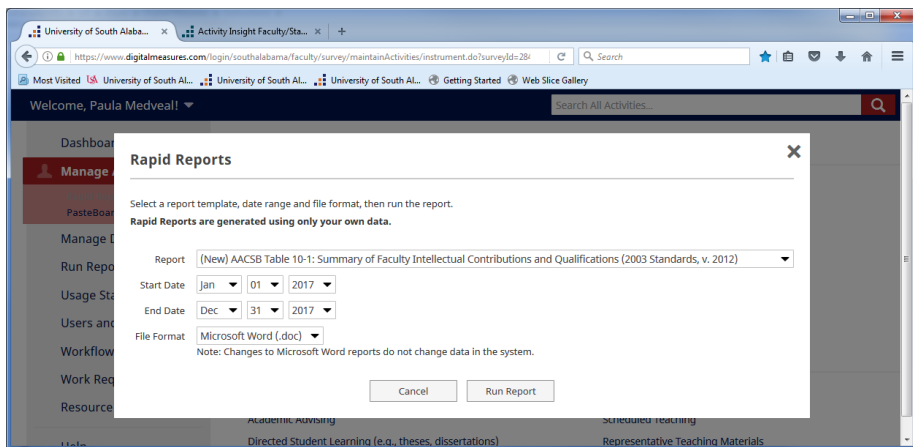 University of South Alaba... ×
Activity Insight Faculty/Sta... ×
+
https://www.digitalmeasures.com/login/southalabama/faculty/survey/maintainActivities/instrument.do?surveyId=28
Search
Most Visited University of South Al... University of South Al... University of South Al... Getting Started Web Slice Gallery
Welcome, Paula Medveal!
Search All Activities...
Dashboar
Manage
PasteBoar
Manage D
Run Repo
Usage Sta
Users and
Workflow
Work Req
Resource
Help
Rapid Reports
Select a report template, date range and file format, then run the report.
Rapid Reports are generated using only your own data.
Report (New) AACSB Table 10-1: Summary of Faculty Intellectual Contributions and Qualifications (2003 Standards, v. 2012)
Start Date Jan 01 2017
End Date Dec 31 2017
File Format Microsoft Word (.doc)
Note: Changes to Microsoft Word reports do not change data in the system.
Cancel Run Report
Academic Advising Scheduled Teaching
Directed Student Learning (e.g., theses, dissertations) Representative Teaching Materials